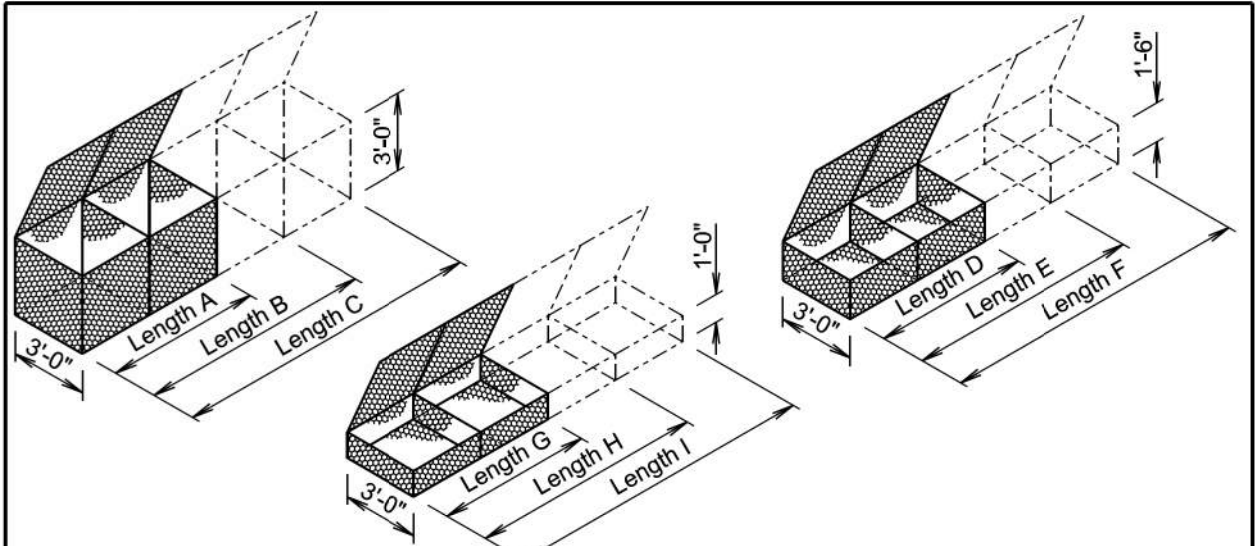 3'-0"
Length A
Length B
Length C
3'-0"
1'-0"
Length G
Length H
Length I
3'-0"
1'-6"
Length D
Length E
Length F
3'-0"